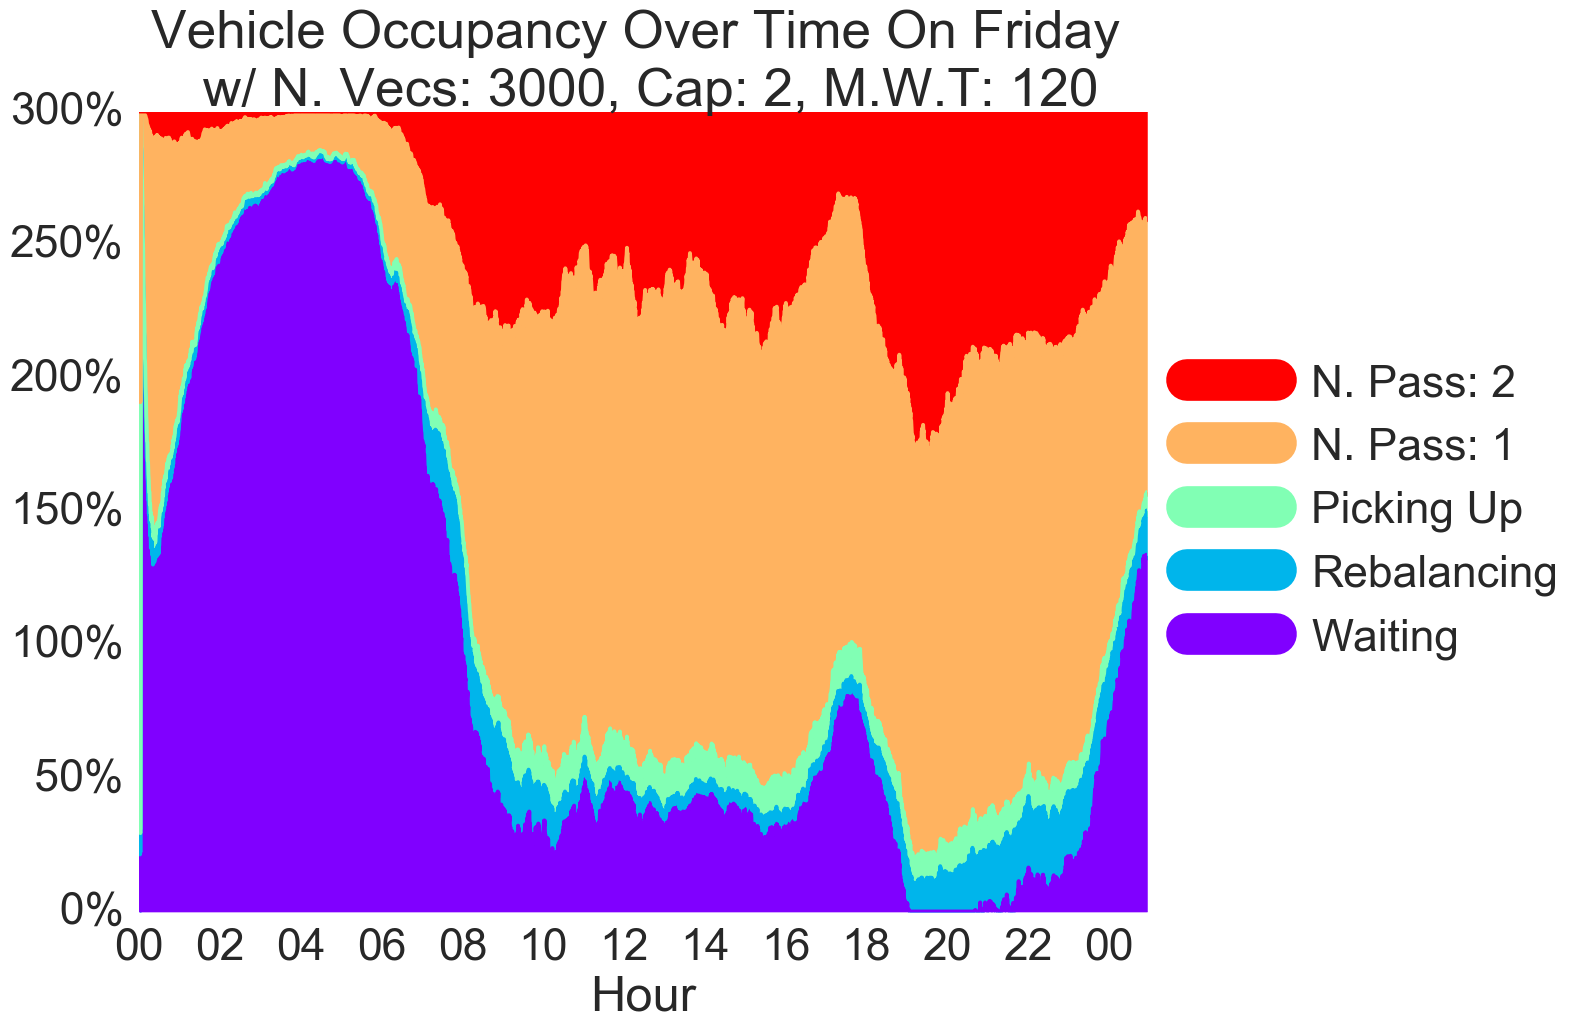 Vehicle Occupancy Over Time On Friday
w/ N. Vecs: 3000, Cap: 2, M.W.T: 120
300%
250%
200%
150%
100%
50%
0%
00 02 04 06 08 10 12 14 16 18 20 22 00
Hour
N. Pass: 2
N. Pass: 1
Picking Up
Rebalancing
Waiting